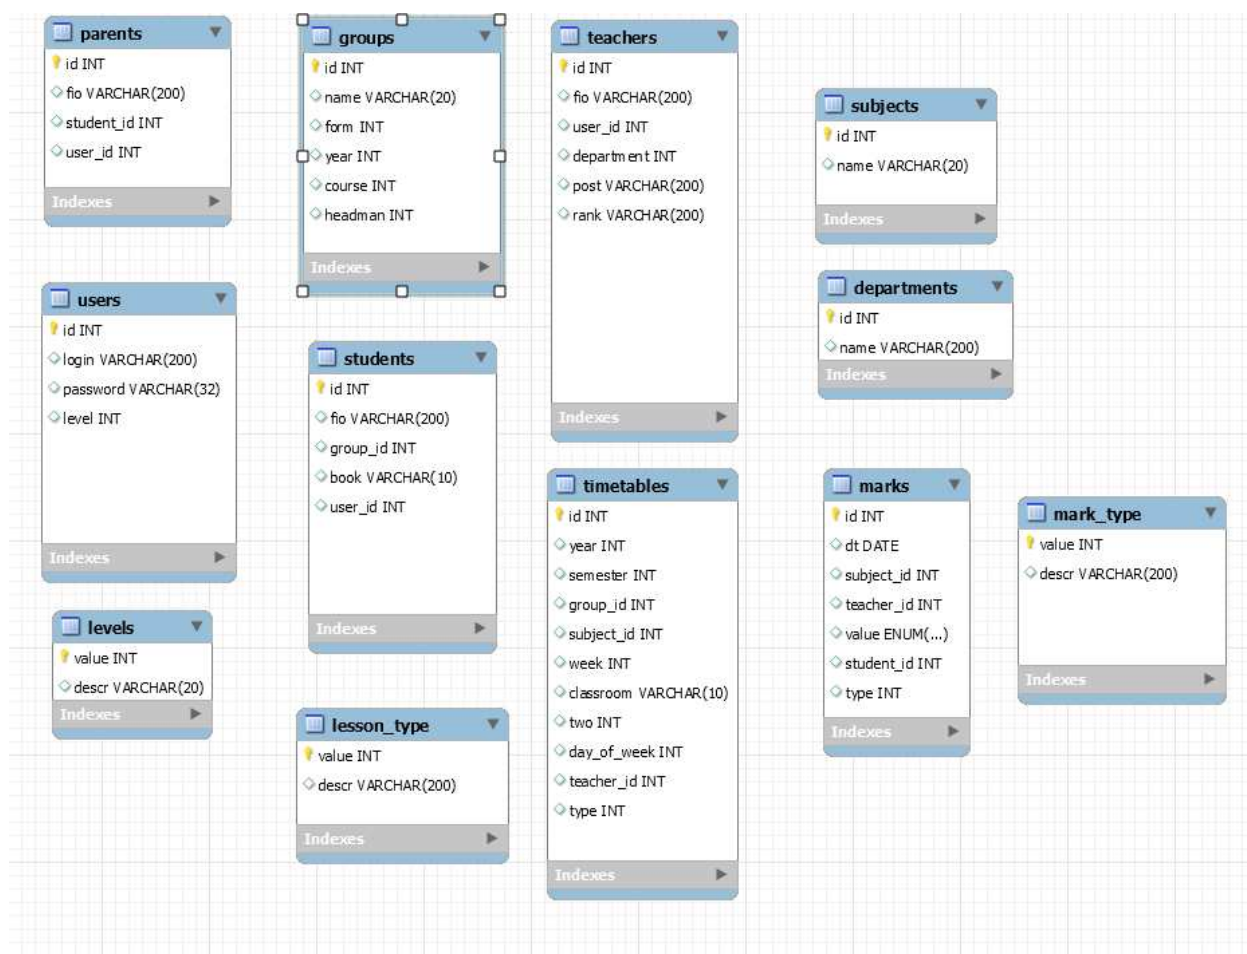 parents
id INT
fio VARCHAR(200)
student_id INT
user_id INT
Indexes
groups
id INT
name VARCHAR(20)
form INT
year INT
course INT
headman INT
Indexes
teachers
id INT
fio VARCHAR(200)
user_id INT
department INT
post VARCHAR(200)
rank VARCHAR(200)
Indexes
subjects
id INT
name VARCHAR(20)
Indexes
departments
id INT
name VARCHAR(200)
Indexes
users
id INT
login VARCHAR(200)
password VARCHAR(32)
level INT
Indexes
students
id INT
fio VARCHAR(200)
group_id INT
book VARCHAR(10)
user_id INT
Indexes
timetables
id INT
year INT
semester INT
group_id INT
subject_id INT
week INT
classroom VARCHAR(10)
two INT
day_of_week INT
teacher_id INT
type INT
Indexes
marks
id INT
dt DATE
subject_id INT
teacher_id INT
value ENUM(...)
student_id INT
type INT
Indexes
mark_type
value INT
descr VARCHAR(200)
Indexes
levels
value INT
descr VARCHAR(20)
Indexes
lesson_type
value INT
descr VARCHAR(200)
Indexes